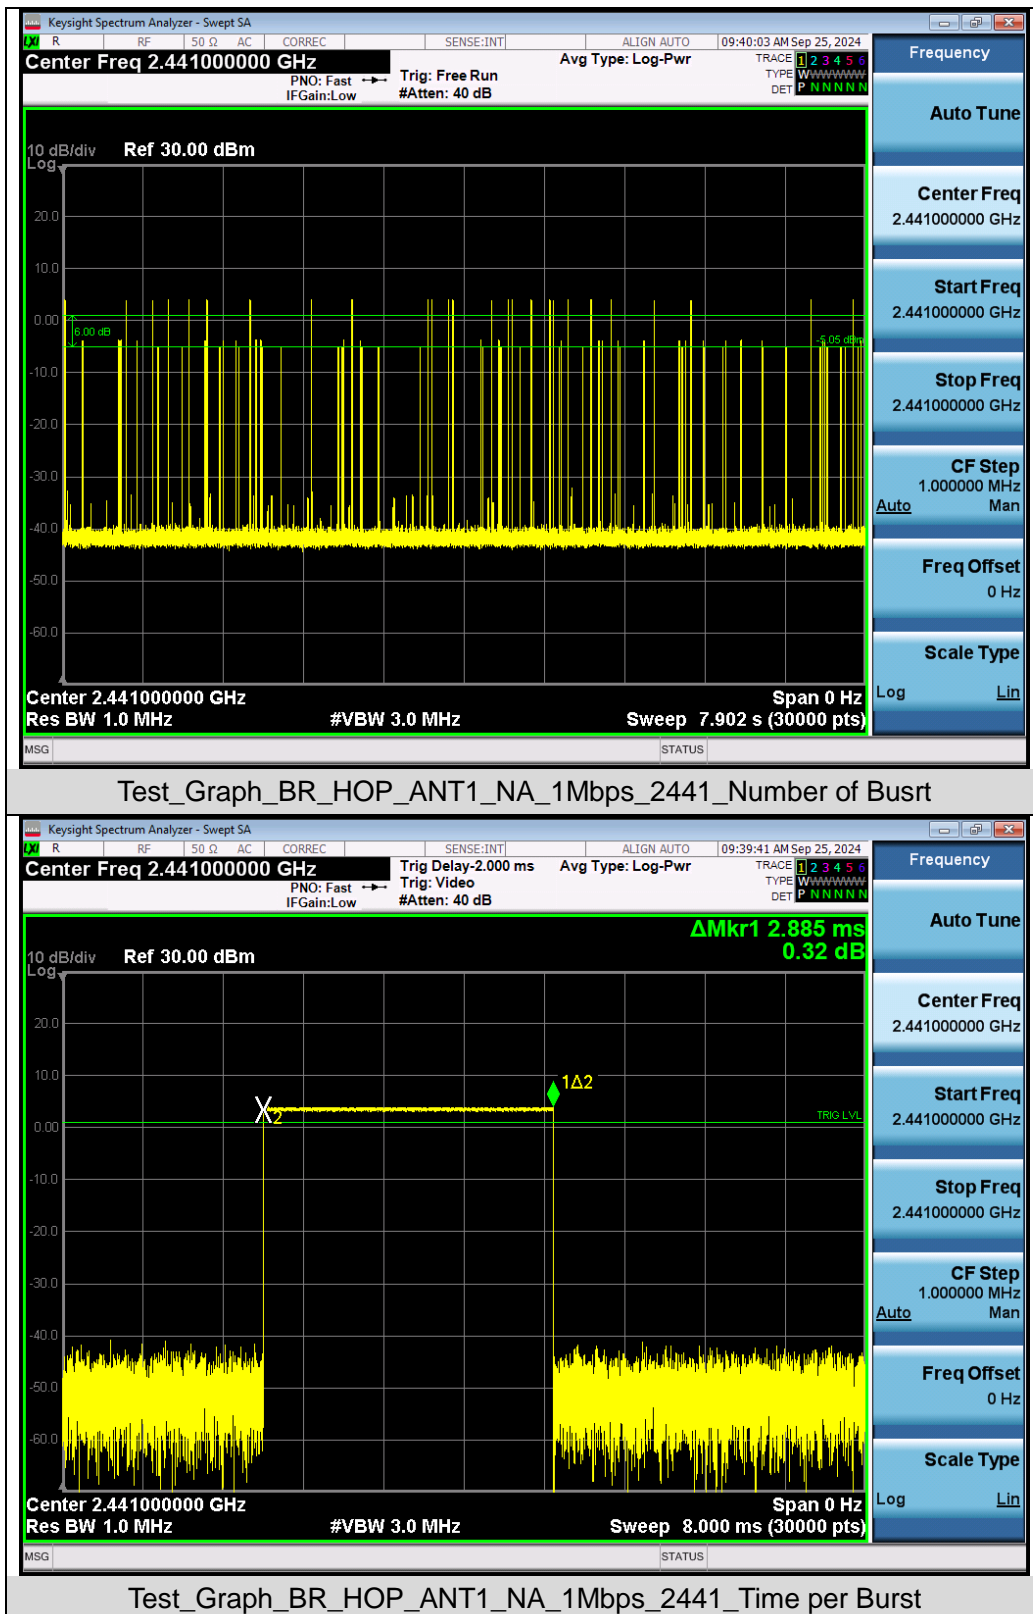 Keysight Spectrum Analyzer - Swept SA
LXI R RF 50 Ω AC CORREC SENSE:INT ALIGN AUTO 09:40:03 AM Sep 25, 2024
Center Freq 2.441000000 GHz
PNO: Fast
IFGain:Low
Trig: Free Run
#Atten: 40 dB
Avg Type: Log-Pwr
TRACE 1 2 3 4 5 6
TYPE WWWWWW
DET P N N N N N
10 dB/div Ref 30.00 dBm
Log
20.0
10.0
0.00
6.00 dB
-5.05 dBm
-10.0
-20.0
-30.0
-40.0
-50.0
-60.0
Center 2.441000000 GHz Span 0 Hz
Res BW 1.0 MHz #VBW 3.0 MHz Sweep 7.902 s (30000 pts)
MSG STATUS
Frequency
Auto Tune
Center Freq
2.441000000 GHz
Start Freq
2.441000000 GHz
Stop Freq
2.441000000 GHz
CF Step
1.000000 MHz
Auto Man
Freq Offset
0 Hz
Scale Type
Log Lin
Test_Graph_BR_HOP_ANT1_NA_1Mbps_2441_Number of Busrt
Keysight Spectrum Analyzer - Swept SA
LXI R RF 50 Ω AC CORREC SENSE:INT ALIGN AUTO 09:39:41 AM Sep 25, 2024
Center Freq 2.441000000 GHz
PNO: Fast
IFGain:Low
Trig Delay-2.000 ms
Trig: Video
#Atten: 40 dB
Avg Type: Log-Pwr
TRACE 1 2 3 4 5 6
TYPE WWWWWW
DET P N N N N N
ΔMkr1 2.885 ms
0.32 dB
10 dB/div Ref 30.00 dBm
Log
20.0
10.0
1Δ2
2
TRIG LVL
0.00
-10.0
-20.0
-30.0
-40.0
-50.0
-60.0
Center 2.441000000 GHz Span 0 Hz
Res BW 1.0 MHz #VBW 3.0 MHz Sweep 8.000 ms (30000 pts)
MSG STATUS
Frequency
Auto Tune
Center Freq
2.441000000 GHz
Start Freq
2.441000000 GHz
Stop Freq
2.441000000 GHz
CF Step
1.000000 MHz
Auto Man
Freq Offset
0 Hz
Scale Type
Log Lin
Test_Graph_BR_HOP_ANT1_NA_1Mbps_2441_Time per Burst